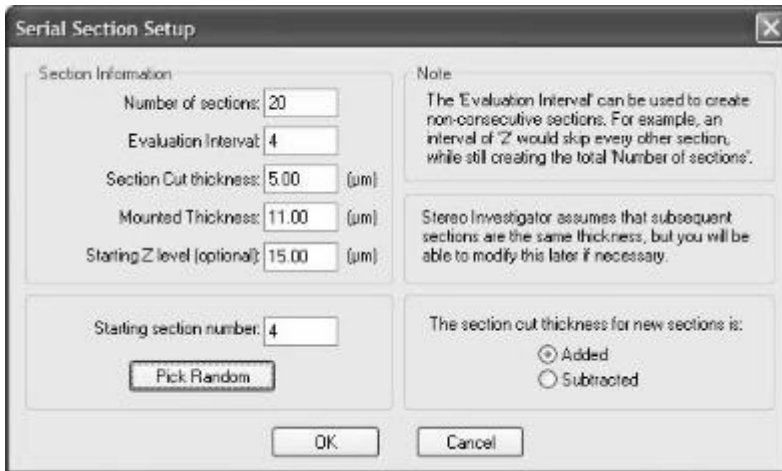 Serial Section Setup
Section Information
Number of sections: 20
Evaluation Interval: 4
Section Cut thickness: 5.00 (µm)
Mounted Thickness: 11.00 (µm)
Starting Z level (optional): 15.00 (µm)
Starting section number: 4
Pick Random
Note
The 'Evaluation Interval' can be used to create
non-consecutive sections. For example, an
interval of '2' would skip every other section,
while still creating the total 'Number of sections'.
Stereo Investigator assumes that subsequent
sections are the same thickness, but you will be
able to modify this later if necessary.
The section cut thickness for new sections is:
Added
Subtracted
OK
Cancel